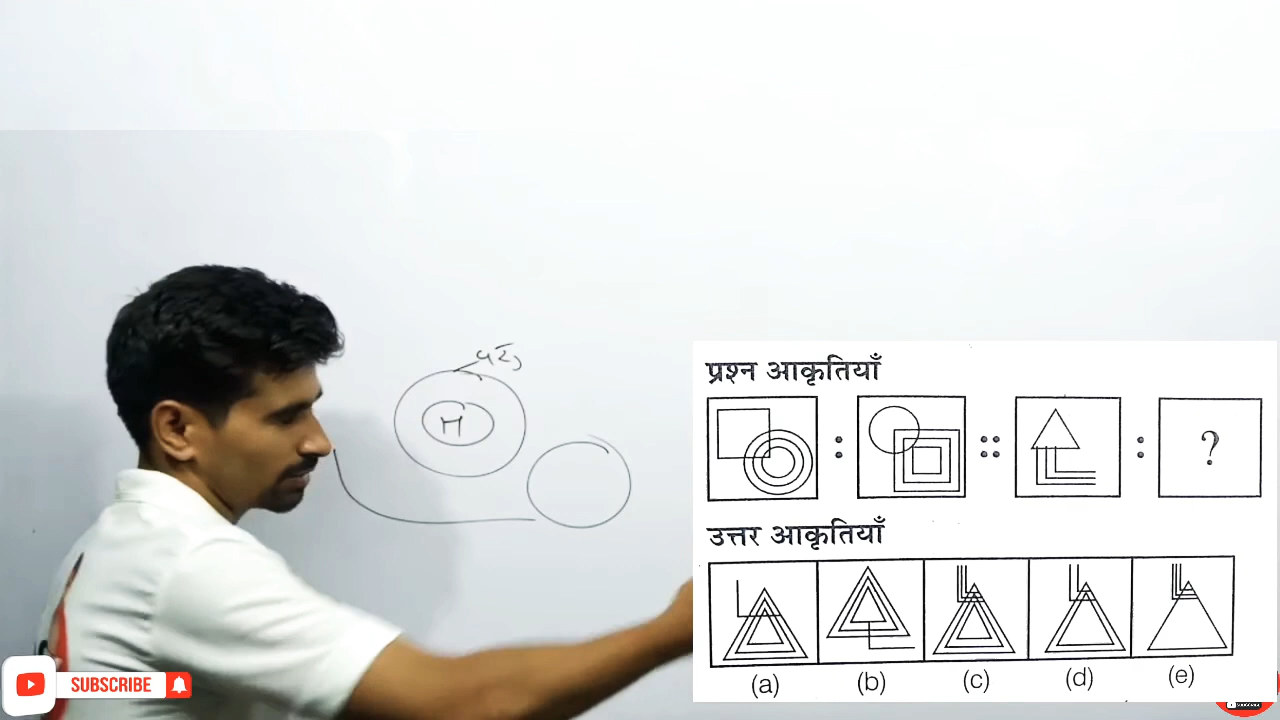 H
प्रश्न आकृतियाँ
?
उत्तर आकृतियाँ
(a) (b) (c) (d) (e)
SUBSCRIBE